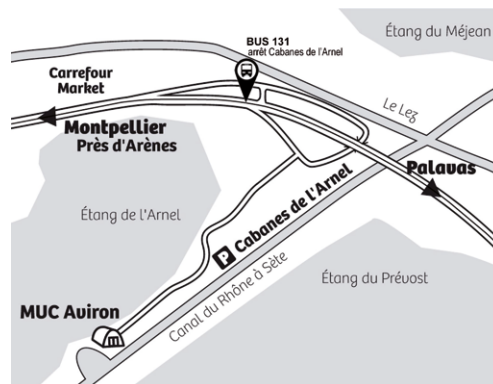 Étang du Méjean
BUS 131
arrêt Cabanes de l'Arnel
Carrefour
Market
Le Lez
Montpellier
Près d'Arènes
Palavas
Étang de l'Arnel
P Cabanes de l'Arnel
Étang du Prévost
Canal du Rhône à Sète
MUC Aviron